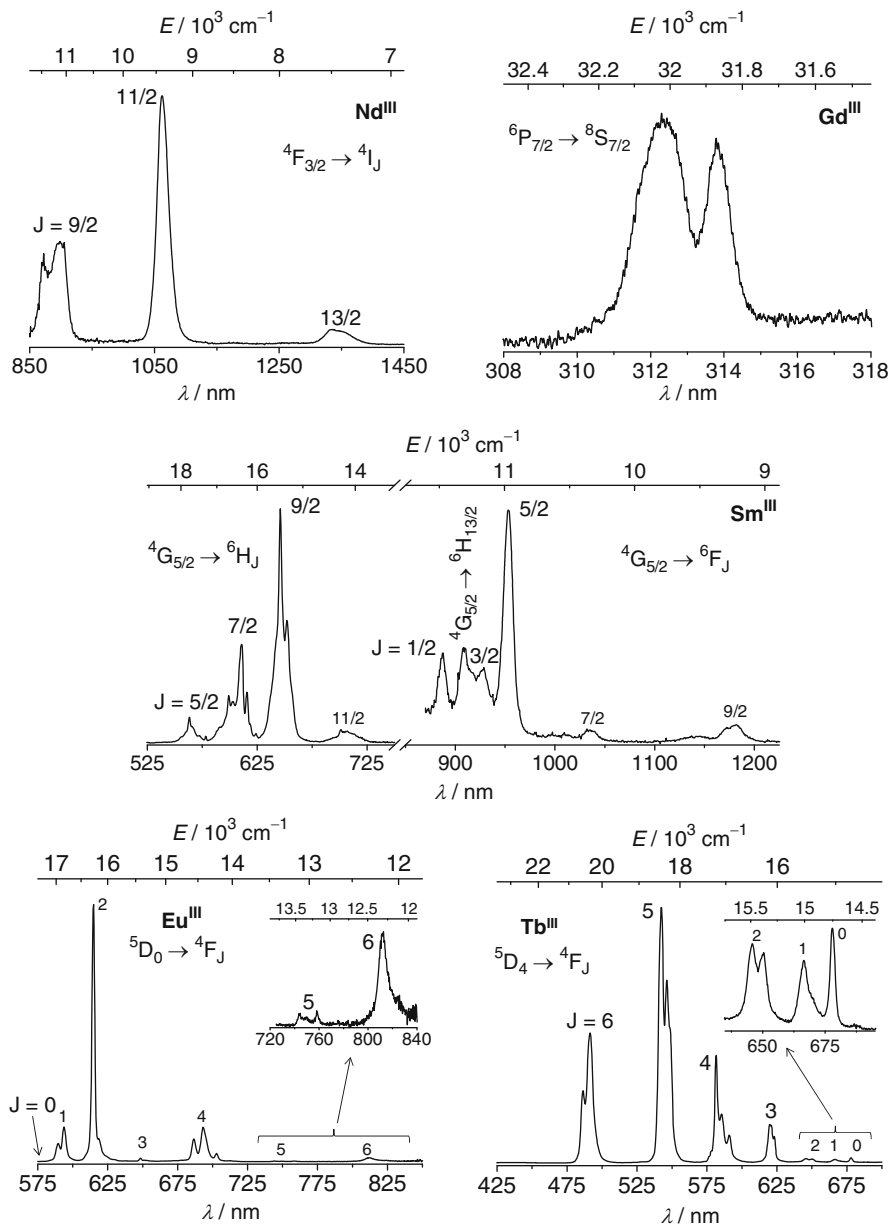 E / 10³ cm⁻¹
11 10 9 8 7
11/2
Nd^III
⁴F₃/₂ → ⁴I_J
J = 9/2
13/2
850 1050 1250 1450
λ / nm
E / 10³ cm⁻¹
32.4 32.2 32 31.8 31.6
Gd^III
⁶P₇/₂ → ⁸S₇/₂
308 310 312 314 316 318
λ / nm
E / 10³ cm⁻¹
18 16 14 11 10 9
9/2
5/2
Sm^III
⁴G₅/₂ → ⁶H_J
⁴G₅/₂ → ⁶H₁₃/₂
⁴G₅/₂ → ⁶F_J
7/2
J = 1/2
3/2
J = 5/2
11/2
7/2
9/2
525 625 725 900 1000 1100 1200
λ / nm
E / 10³ cm⁻¹
17 16 15 14 13 12
2
Eu^III
⁵D₀ → ⁴F_J
13.5 13 12.5 12
6
5
720 760 800 840
J = 0
1
3
4
5
6
575 625 675 725 775 825
λ / nm
E / 10³ cm⁻¹
22 20 18 16
5
Tb^III
⁵D₄ → ⁴F_J
15.5 15 14.5
2
1
0
650 675
J = 6
4
3
2 1 0
425 475 525 575 625 675
λ / nm